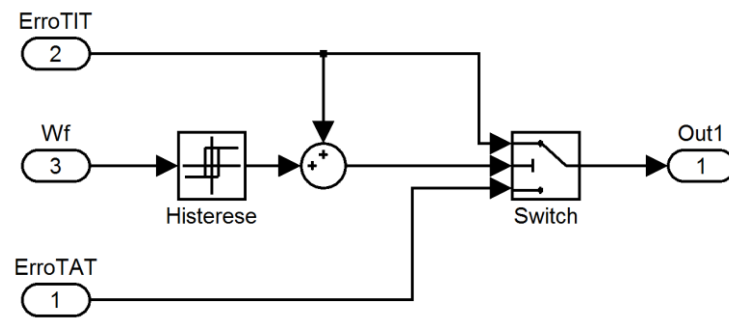 ErroTIT
2
Wf
3
Histerese
Switch
Out1
1
ErroTAT
1